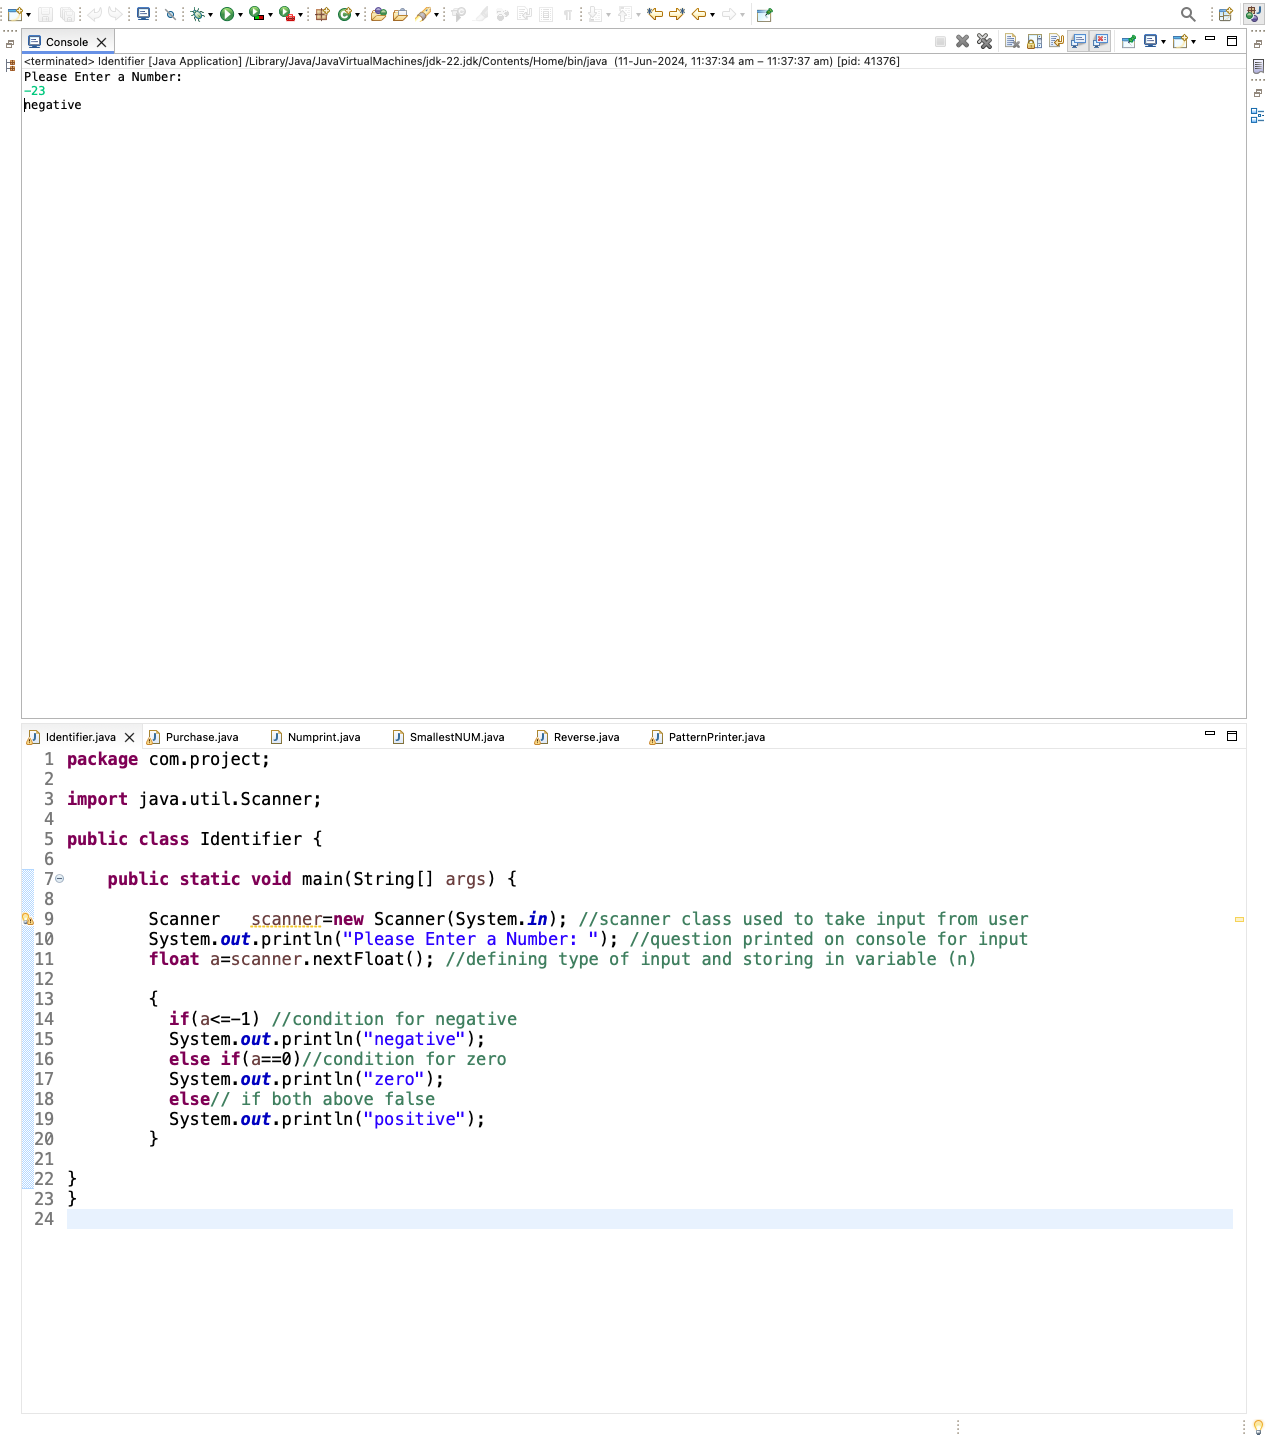 Console
<terminated> Identifier [Java Application] /Library/Java/JavaVirtualMachines/jdk-22.jdk/Contents/Home/bin/java (11-Jun-2024, 11:37:34 am – 11:37:37 am) [pid: 41376]
Please Enter a Number:
-23
negative
Identifier.java Purchase.java Numprint.java SmallestNUM.java Reverse.java PatternPrinter.java
1 package com.project;
2
3 import java.util.Scanner;
4
5 public class Identifier {
6
7 public static void main(String[] args) {
8
9 Scanner   scanner=new Scanner(System.in); //scanner class used to take input from user
10 System.out.println("Please Enter a Number: "); //question printed on console for input
11 float a=scanner.nextFloat(); //defining type of input and storing in variable (n)
12
13 {
14 if(a<=-1) //condition for negative
15 System.out.println("negative");
16 else if(a==0)//condition for zero
17 System.out.println("zero");
18 else// if both above false
19 System.out.println("positive");
20 }
21
22 }
23 }
24